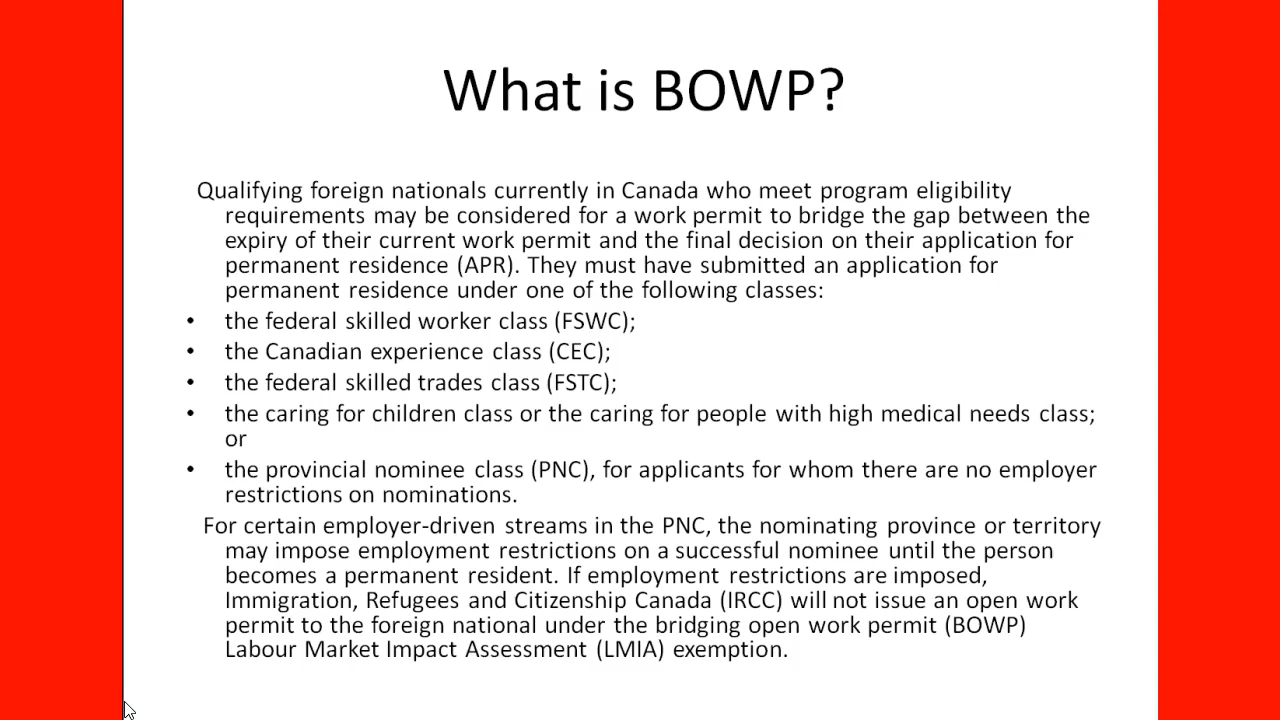 What is BOWP?
Qualifying foreign nationals currently in Canada who meet program eligibility
requirements may be considered for a work permit to bridge the gap between the
expiry of their current work permit and the final decision on their application for
permanent residence (APR). They must have submitted an application for
permanent residence under one of the following classes:
• the federal skilled worker class (FSWC);
• the Canadian experience class (CEC);
• the federal skilled trades class (FSTC);
• the caring for children class or the caring for people with high medical needs class;
or
• the provincial nominee class (PNC), for applicants for whom there are no employer
restrictions on nominations.
For certain employer-driven streams in the PNC, the nominating province or territory
may impose employment restrictions on a successful nominee until the person
becomes a permanent resident. If employment restrictions are imposed,
Immigration, Refugees and Citizenship Canada (IRCC) will not issue an open work
permit to the foreign national under the bridging open work permit (BOWP)
Labour Market Impact Assessment (LMIA) exemption.